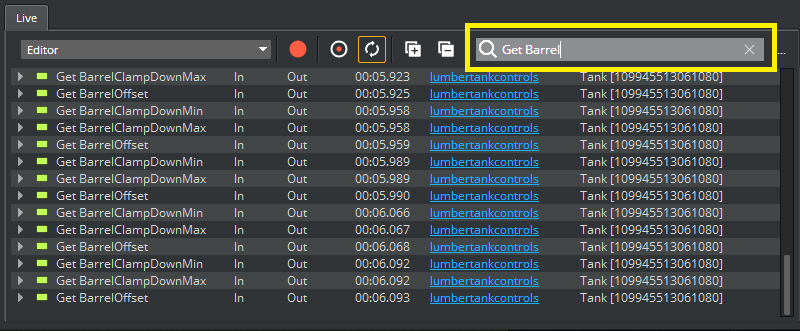 Live
Editor Get Barrel ...
Get BarrelClampDownMax In Out 00:05.923 lumbertankcontrols Tank [109945513061080]
Get BarrelOffset In Out 00:05.925 lumbertankcontrols Tank [109945513061080]
Get BarrelClampDownMin In Out 00:05.958 lumbertankcontrols Tank [109945513061080]
Get BarrelClampDownMax In Out 00:05.958 lumbertankcontrols Tank [109945513061080]
Get BarrelOffset In Out 00:05.959 lumbertankcontrols Tank [109945513061080]
Get BarrelClampDownMin In Out 00:05.989 lumbertankcontrols Tank [109945513061080]
Get BarrelClampDownMax In Out 00:05.989 lumbertankcontrols Tank [109945513061080]
Get BarrelOffset In Out 00:05.990 lumbertankcontrols Tank [109945513061080]
Get BarrelClampDownMin In Out 00:06.066 lumbertankcontrols Tank [109945513061080]
Get BarrelClampDownMax In Out 00:06.067 lumbertankcontrols Tank [109945513061080]
Get BarrelOffset In Out 00:06.068 lumbertankcontrols Tank [109945513061080]
Get BarrelClampDownMin In Out 00:06.092 lumbertankcontrols Tank [109945513061080]
Get BarrelClampDownMax In Out 00:06.092 lumbertankcontrols Tank [109945513061080]
Get BarrelOffset In Out 00:06.093 lumbertankcontrols Tank [109945513061080]